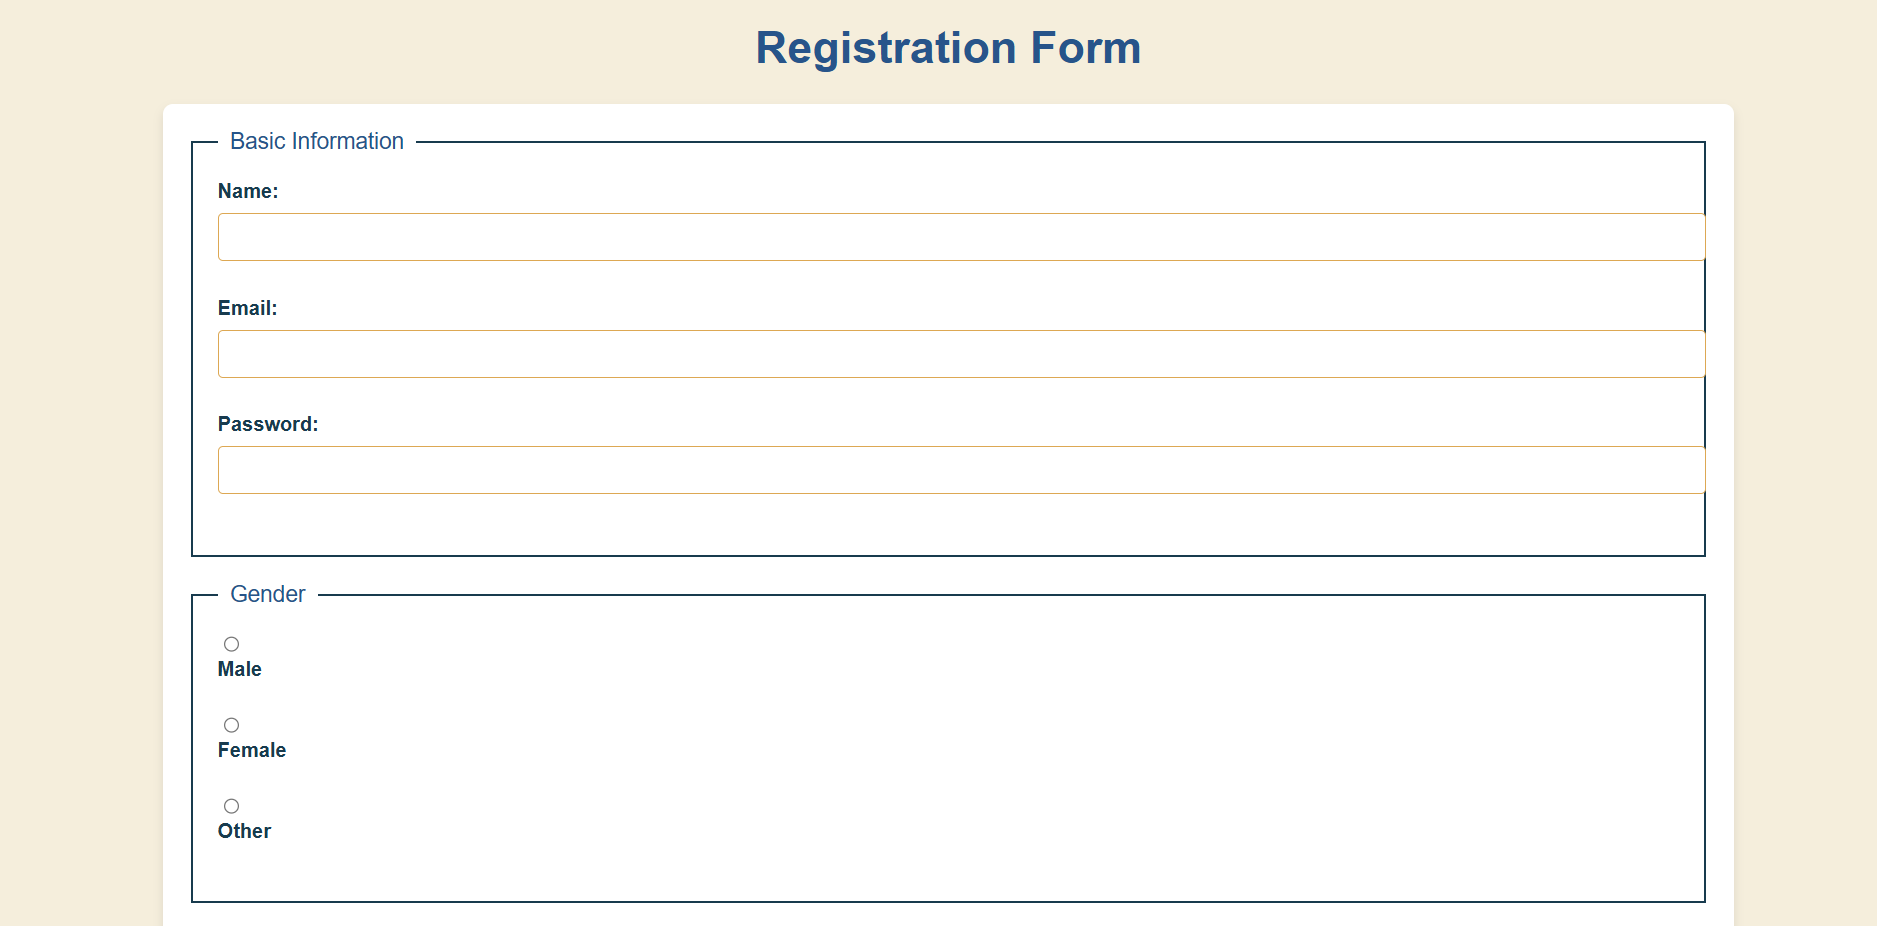 Registration Form
Basic Information
Name:
Email:
Password:
Gender
Male
Female
Other